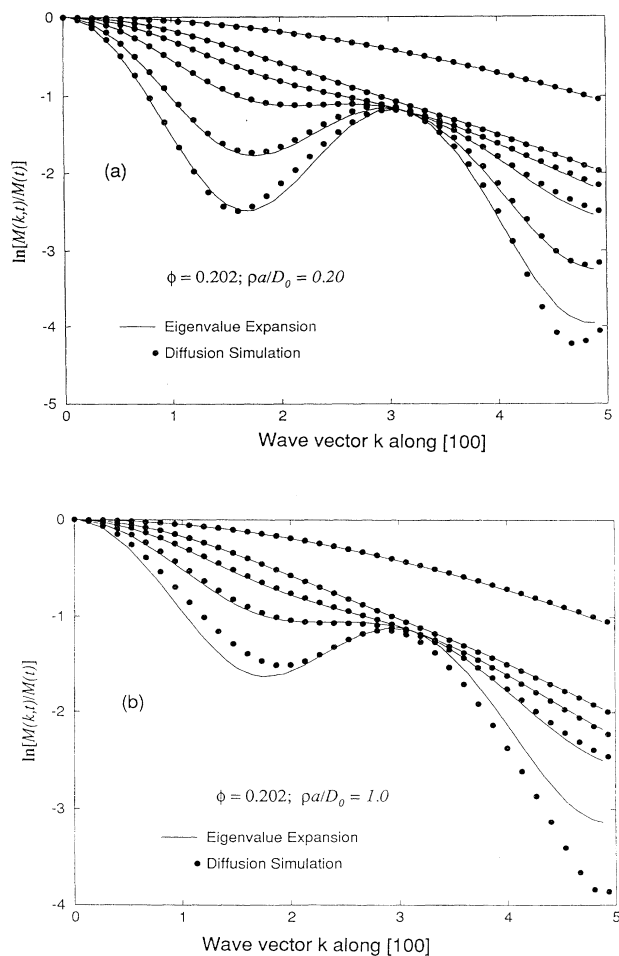 0
-1
-2
-3
-4
-5
ln[M(k,t)/M(t)]
(a)
ϕ = 0.202; ρa/D₀ = 0.20
Eigenvalue Expansion
Diffusion Simulation
0 1 2 3 4 5
Wave vector k along [100]
0
-1
-2
-3
-4
ln[M(k,t)/M(t)]
(b)
ϕ = 0.202; ρa/D₀ = 1.0
Eigenvalue Expansion
Diffusion Simulation
0 1 2 3 4 5
Wave vector k along [100]